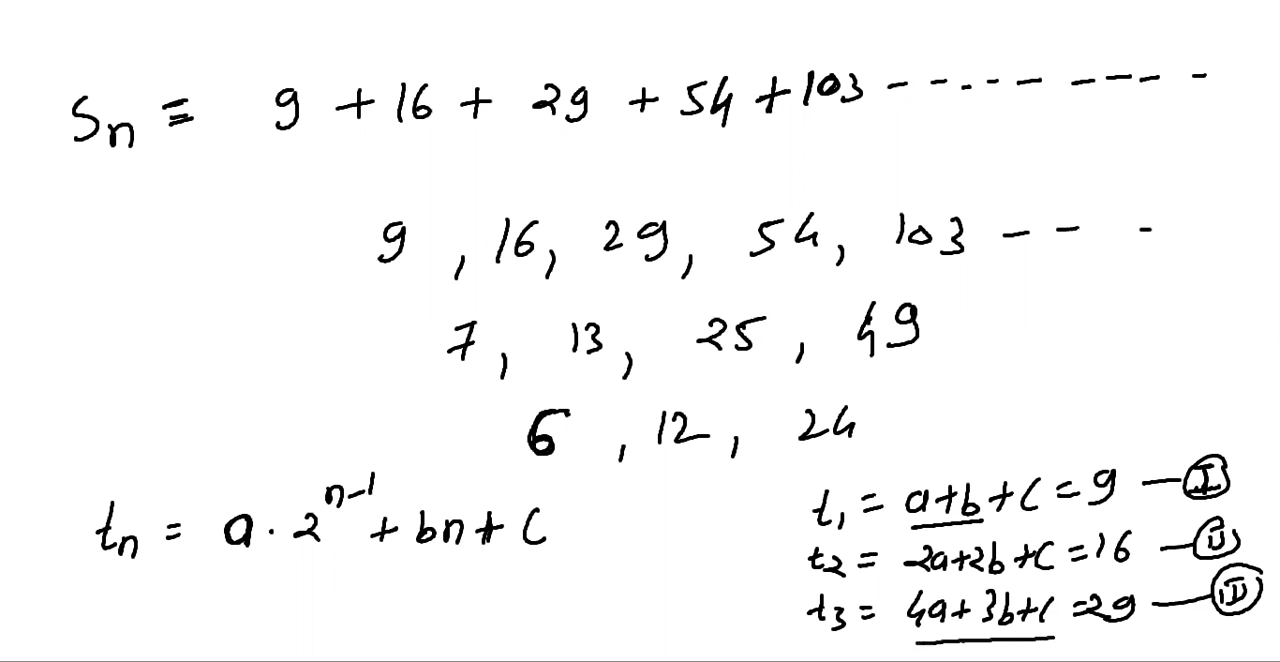 Sn = 9 + 16 + 29 + 54 + 103 - - - - - - - - - -
9 , 16, 29, 54, 103 - - -
7, 13, 25, 49
6 , 12, 24
tn = a. 2^{n-1} + bn + C
t1 = a+b+C = 9 — I
t2 = 2a+2b+C = 16 — II
t3 = 4a+3b+C = 29 — III